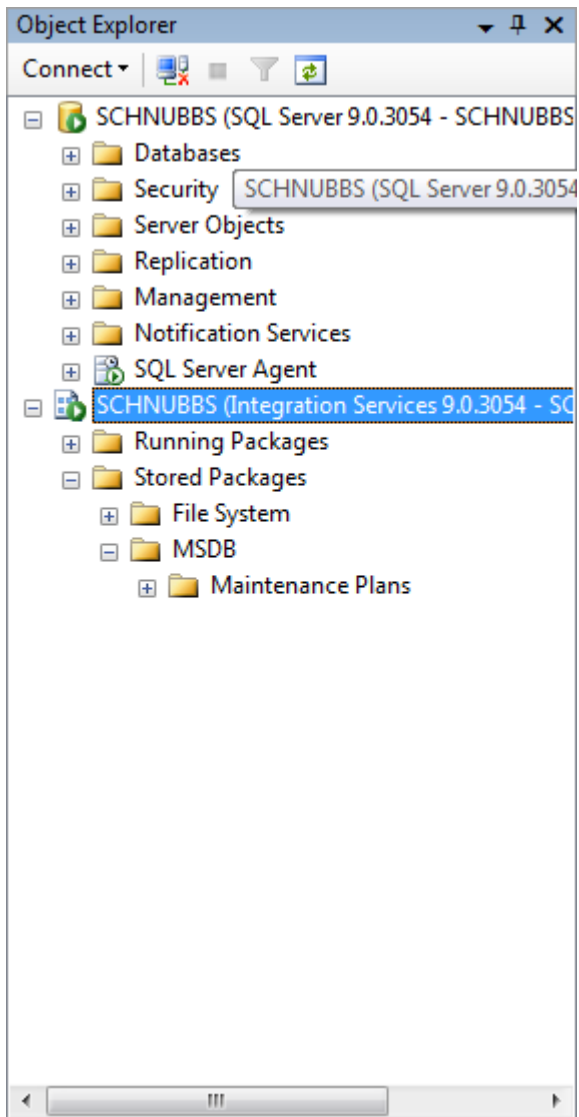 Object Explorer
Connect
SCHNUBBS (SQL Server 9.0.3054 - SCHNUBBS
Databases
Security
SCHNUBBS (SQL Server 9.0.3054
Server Objects
Replication
Management
Notification Services
SQL Server Agent
SCHNUBBS (Integration Services 9.0.3054 - SC
Running Packages
Stored Packages
File System
MSDB
Maintenance Plans